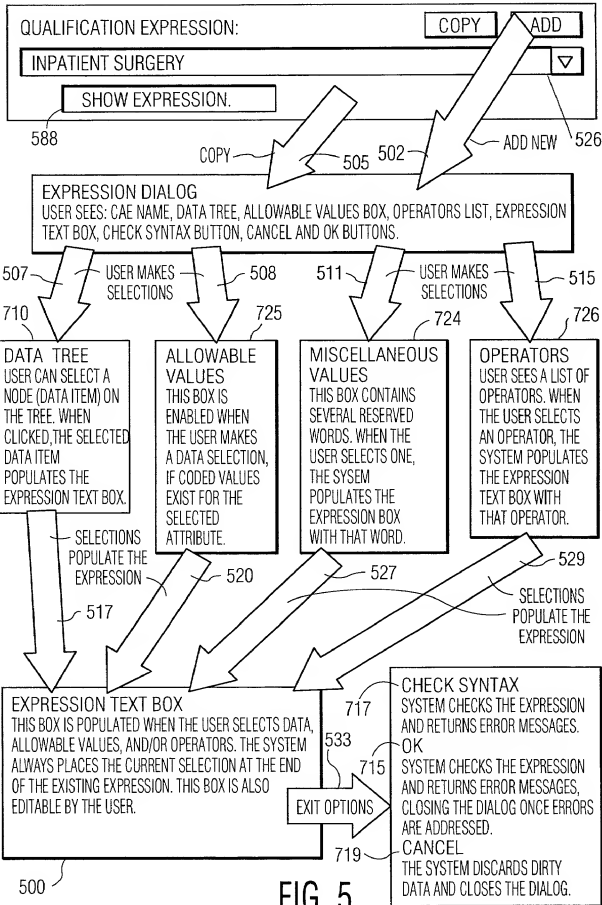 QUALIFICATION EXPRESSION:
COPY
ADD
INPATIENT SURGERY
SHOW EXPRESSION.
588
526
COPY
505
502
ADD NEW
EXPRESSION DIALOG
USER SEES: CAE NAME, DATA TREE, ALLOWABLE VALUES BOX, OPERATORS LIST, EXPRESSION
TEXT BOX, CHECK SYNTAX BUTTON, CANCEL AND OK BUTTONS.
507
USER MAKES
SELECTIONS
508
511
USER MAKES
SELECTIONS
515
710
725
724
726
DATA TREE
USER CAN SELECT A
NODE (DATA ITEM) ON
THE TREE. WHEN
CLICKED,THE SELECTED
DATA ITEM
POPULATES THE
EXPRESSION TEXT BOX.
ALLOWABLE
VALUES
THIS BOX IS
ENABLED WHEN
THE USER MAKES
A DATA SELECTION,
IF CODED VALUES
EXIST FOR THE
SELECTED
ATTRIBUTE.
MISCELLANEOUS
VALUES
THIS BOX CONTAINS
SEVERAL RESERVED
WORDS. WHEN THE
USER SELECTS ONE,
THE SYSEM
POPULATES THE
EXPRESSION BOX
WITH THAT WORD.
OPERATORS
USER SEES A LIST OF
OPERATORS. WHEN
THE USER SELECTS
AN OPERATOR, THE
SYSTEM POPULATES
THE EXPRESSION
TEXT BOX WITH
THAT OPERATOR.
SELECTIONS
POPULATE THE
EXPRESSION
517
520
527
529
SELECTIONS
POPULATE THE
EXPRESSION
EXPRESSION TEXT BOX
THIS BOX IS POPULATED WHEN THE USER SELECTS DATA,
ALLOWABLE VALUES, AND/OR OPERATORS. THE SYSTEM
ALWAYS PLACES THE CURRENT SELECTION AT THE END
OF THE EXISTING EXPRESSION. THIS BOX IS ALSO
EDITABLE BY THE USER.
533
EXIT OPTIONS
CHECK SYNTAX
717
SYSTEM CHECKS THE EXPRESSION
AND RETURNS ERROR MESSAGES.
OK
715
SYSTEM CHECKS THE EXPRESSION
AND RETURNS ERROR MESSAGES,
CLOSING THE DIALOG ONCE ERRORS
ARE ADDRESSED.
719
CANCEL
THE SYSTEM DISCARDS DIRTY
DATA AND CLOSES THE DIALOG.
500
FIG. 5